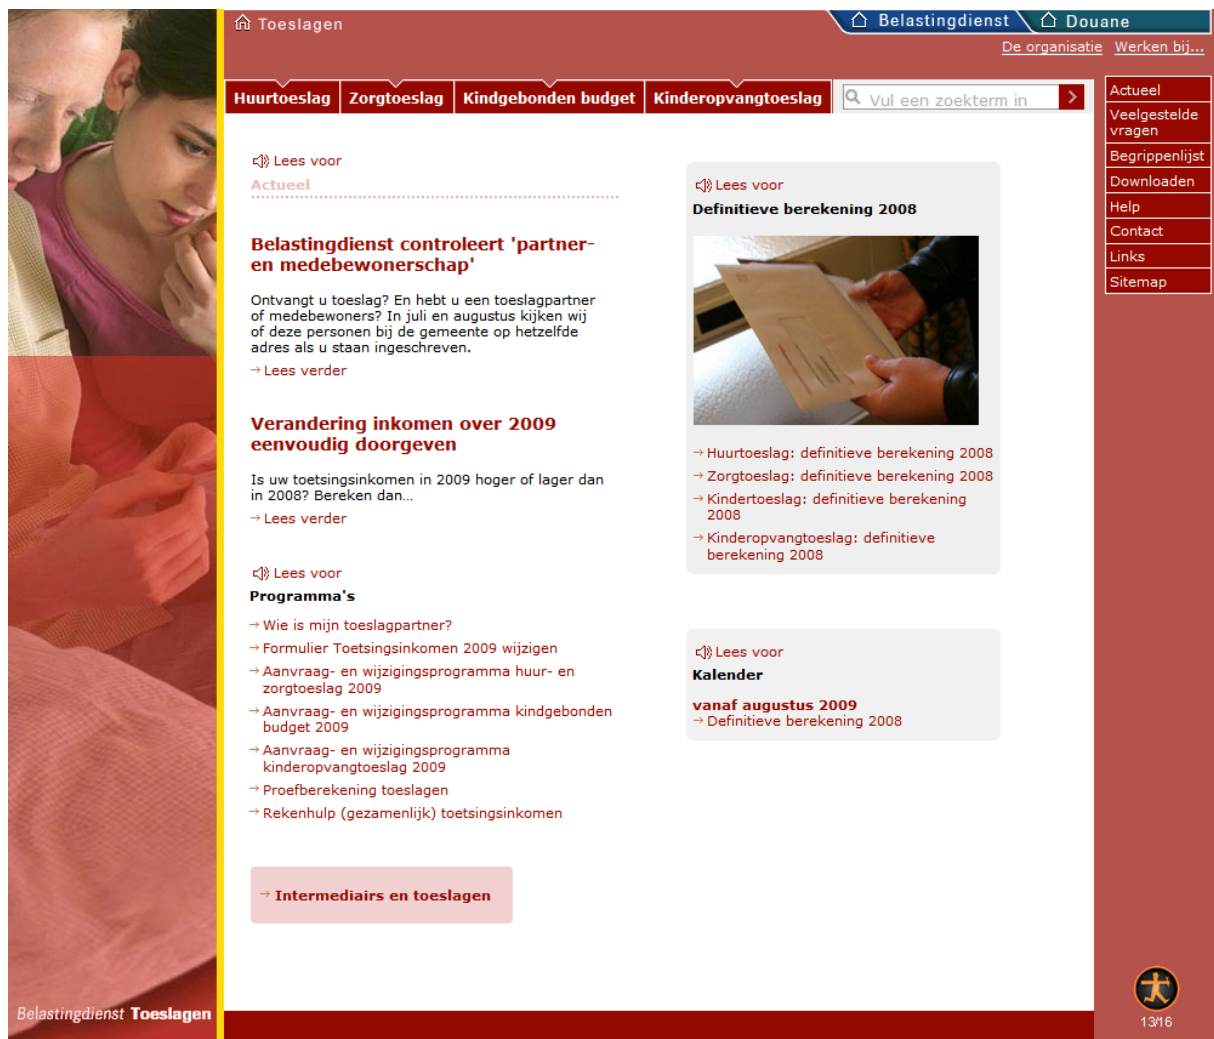 Toeslagen
Belastingdienst
Douane
De organisatie Werken bij...
Huurtoeslag
Zorgtoeslag
Kindgebonden budget
Kinderopvangtoeslag
Vul een zoekterm in
Actueel
Veelgestelde
vragen
Begrippenlijst
Downloaden
Help
Contact
Links
Sitemap
Lees voor
Actueel
Belastingdienst controleert 'partner-
en medebewonerschap'
Ontvangt u toeslag? En hebt u een toeslagpartner
of medebewoners? In juli en augustus kijken wij
of deze personen bij de gemeente op hetzelfde
adres als u staan ingeschreven.
→ Lees verder
Verandering inkomen over 2009
eenvoudig doorgeven
Is uw toetsingsinkomen in 2009 hoger of lager dan
in 2008? Bereken dan...
→ Lees verder
Lees voor
Programma's
→ Wie is mijn toeslagpartner?
→ Formulier Toetsingsinkomen 2009 wijzigen
→ Aanvraag- en wijzigingsprogramma huur- en
zorgtoeslag 2009
→ Aanvraag- en wijzigingsprogramma kindgebonden
budget 2009
→ Aanvraag- en wijzigingsprogramma
kinderopvangtoeslag 2009
→ Proefberekening toeslagen
→ Rekenhulp (gezamenlijk) toetsingsinkomen
→ Intermediairs en toeslagen
Lees voor
Definitieve berekening 2008
→ Huurtoeslag: definitieve berekening 2008
→ Zorgtoeslag: definitieve berekening 2008
→ Kindertoeslag: definitieve berekening
2008
→ Kinderopvangtoeslag: definitieve
berekening 2008
Lees voor
Kalender
vanaf augustus 2009
→ Definitieve berekening 2008
Belastingdienst Toeslagen
13/16